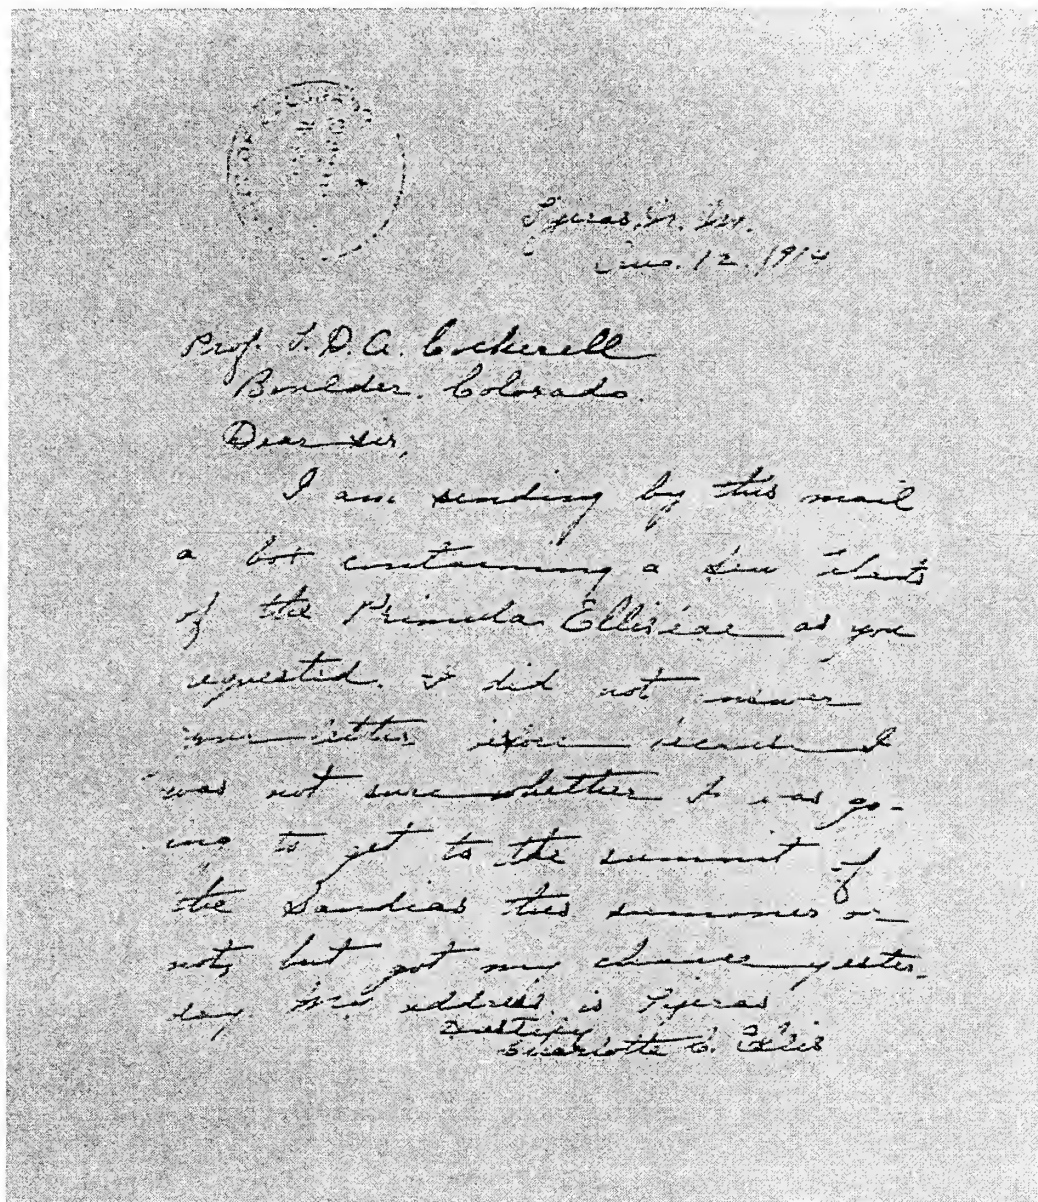 Tijeras, N. M.
Aug. 12. 1914
Prof. T. D. A. Cockerell
Boulder. Colorado.
Dear Sir,
I am sending by this mail
a box containing a few plants
of the Primula Ellisiae as you
requested. I did not answer
your letter before because I
was not sure whether I was go-
ing to get to the summit of
the Sandias this summer or
not, but got my chance yester-
day. My address is Tijeras
Charlotte C. Ellis